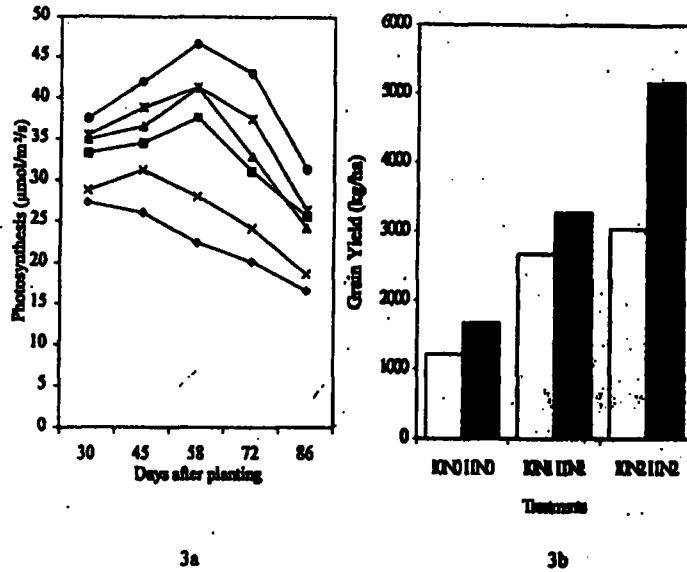 50
45
40
35
30
25
20
15
10
5
0
Photosynthesis (μmol/m²/s)
30 45 58 72 86
Days after planting
3a
6000
5000
4000
3000
2000
1000
0
Grain Yield (kg/ha)
Treatments
3b